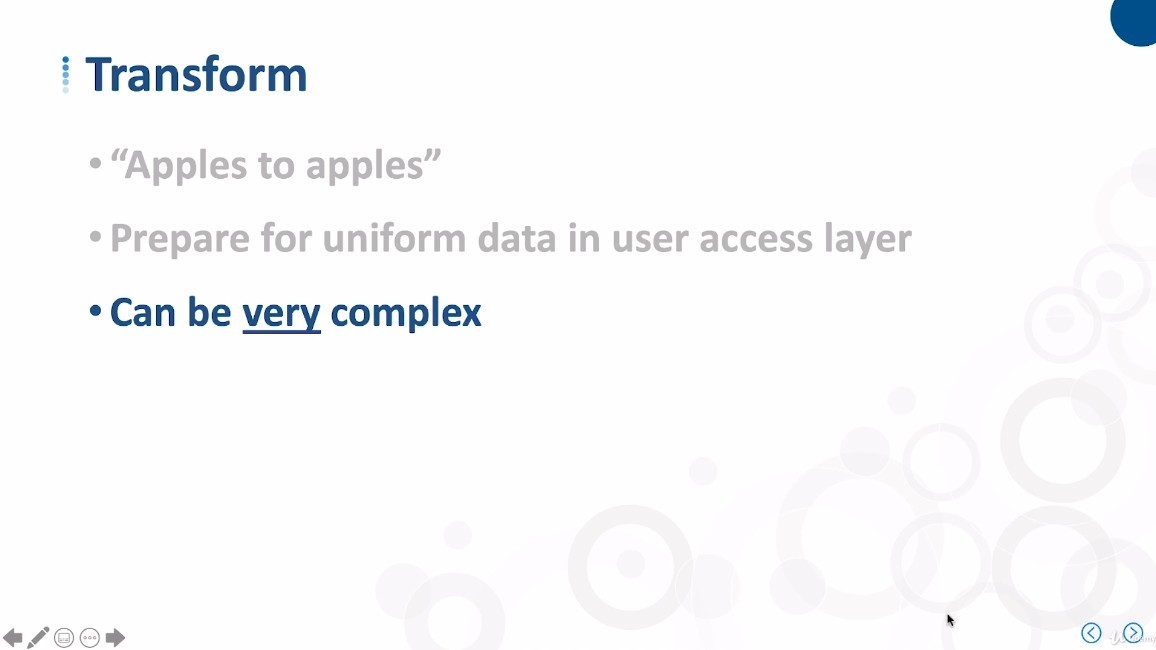 Transform
• “Apples to apples”
• Prepare for uniform data in user access layer
• Can be very complex